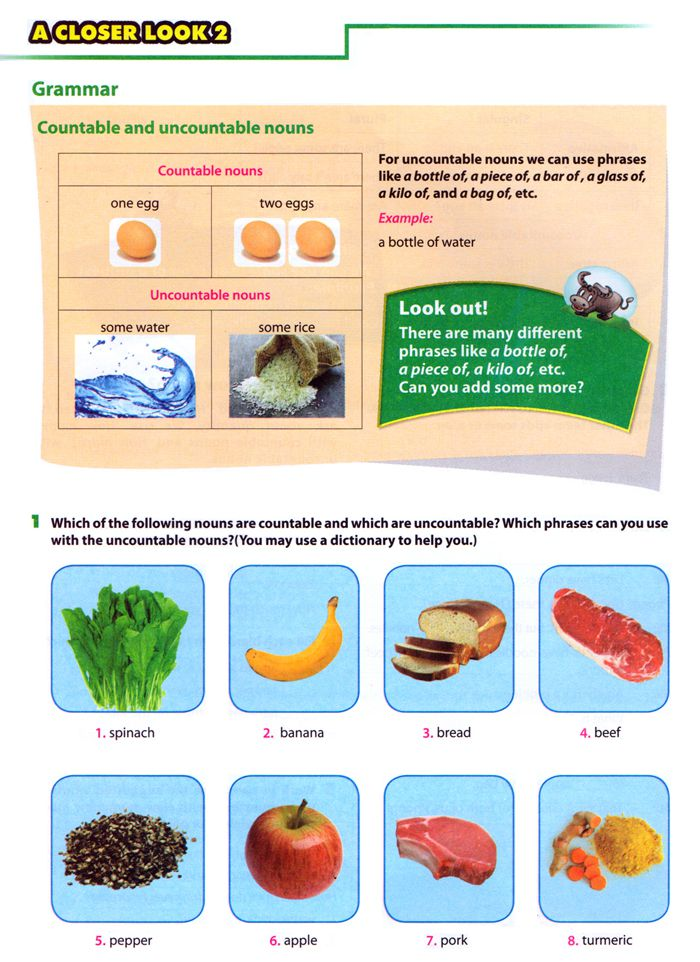 A CLOSER LOOK 2
Grammar
Countable and uncountable nouns
Countable nouns
one egg
two eggs
Uncountable nouns
some water
some rice
For uncountable nouns we can use phrases
like a bottle of, a piece of, a bar of , a glass of,
a kilo of, and a bag of, etc.
Example:
a bottle of water
Look out!
There are many different
phrases like a bottle of,
a piece of, a kilo of, etc.
Can you add some more?
1 Which of the following nouns are countable and which are uncountable? Which phrases can you use
with the uncountable nouns?(You may use a dictionary to help you.)
1. spinach
2. banana
3. bread
4. beef
5. pepper
6. apple
7. pork
8. turmeric